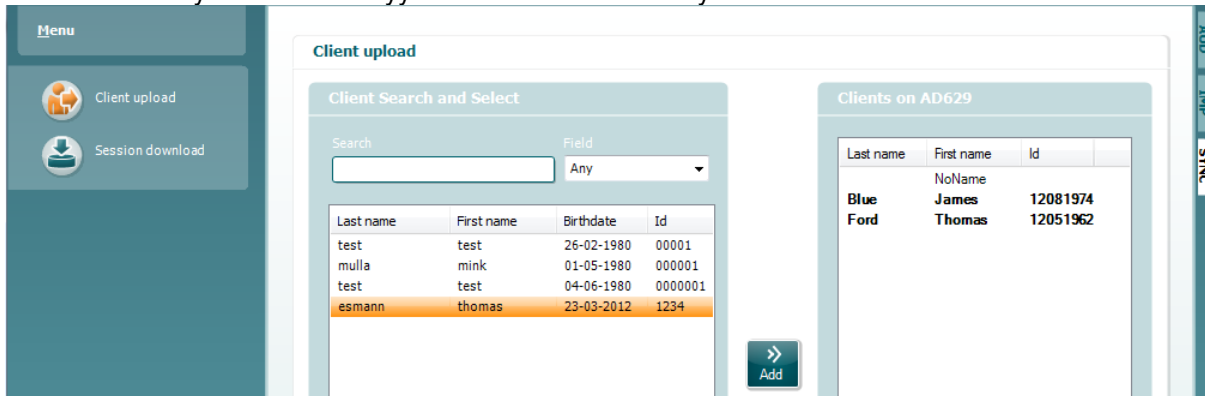 Menu
Client upload
Session download
Client upload
Client Search and Select
Search Field
Any
Last name First name Birthdate Id
test test 26-02-1980 00001
mulla mink 01-05-1980 000001
test test 04-06-1980 0000001
esmann thomas 23-03-2012 1234
Add
Clients on AD629
Last name First name Id
NoName
Blue James 12081974
Ford Thomas 12051962
AUD
IMP
SYNC